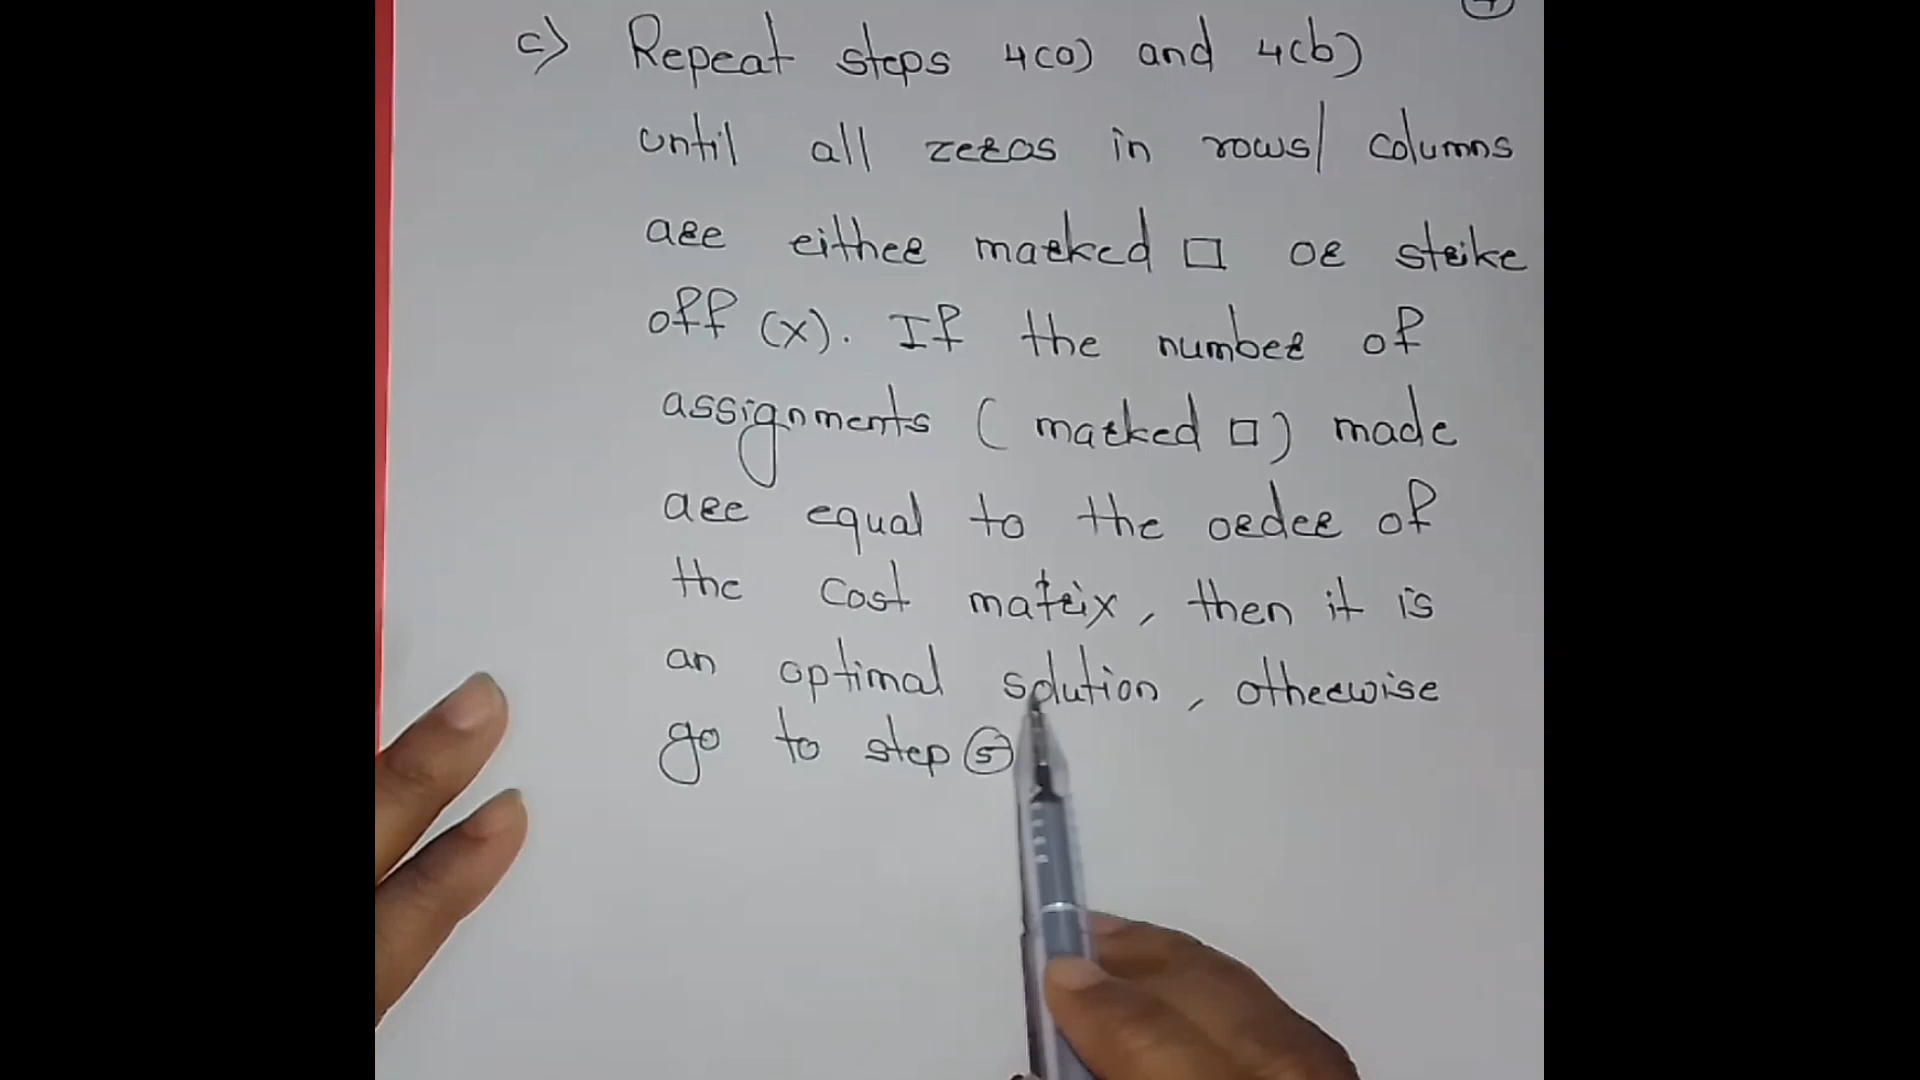 c) Repeat steps 4(a) and 4(b)
until all zeros in rows/ columns
are either marked □ or strike
off (x). If the number of
assignments ( marked □) made
are equal to the order of
the cost matrix, then it is
an optimal solution, otherwise
go to step ⑤